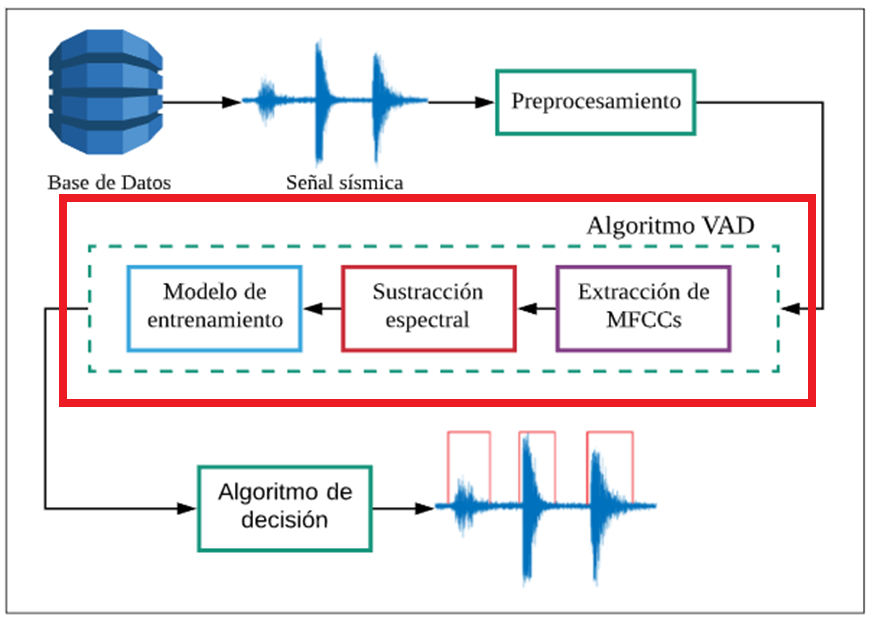 Preprocesamiento
Base de Datos
Señal sísmica
Algoritmo VAD
Modelo de
entrenamiento
Sustracción
espectral
Extracción de
MFCCs
Algoritmo de
decisión